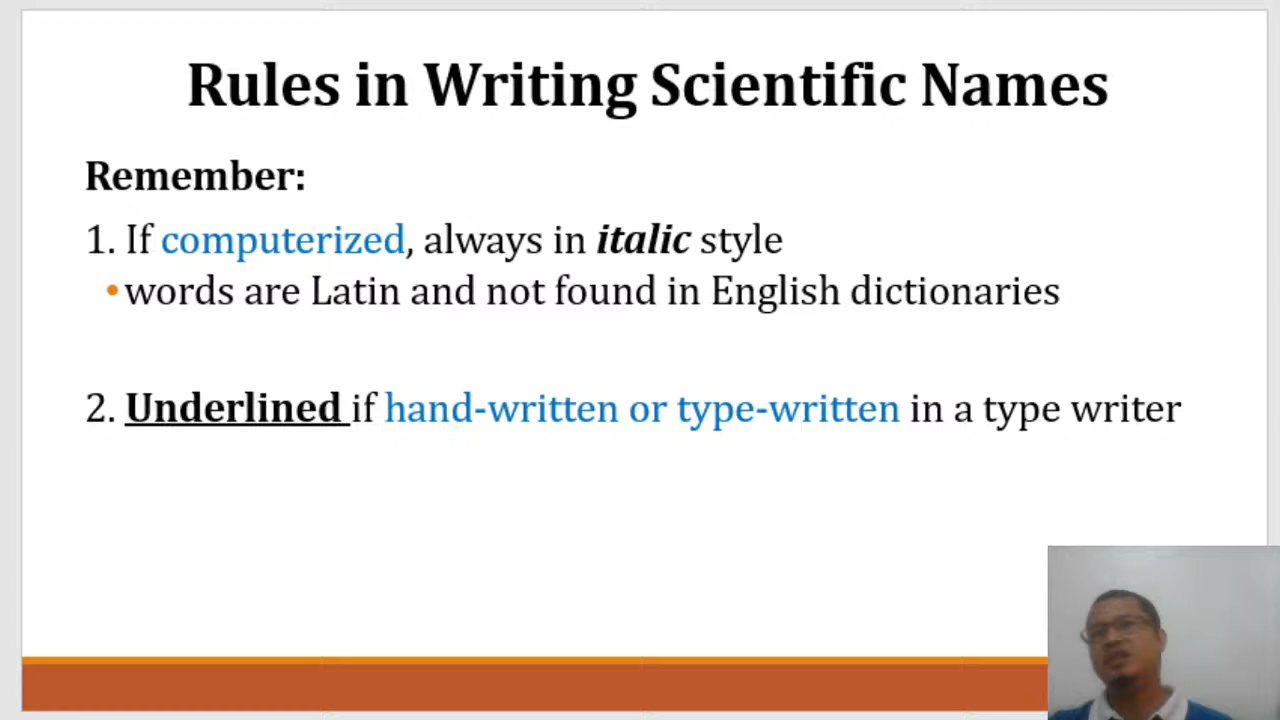 Rules in Writing Scientific Names
Remember:
1. If computerized, always in italic style
•words are Latin and not found in English dictionaries
2. Underlined if hand-written or type-written in a type writer